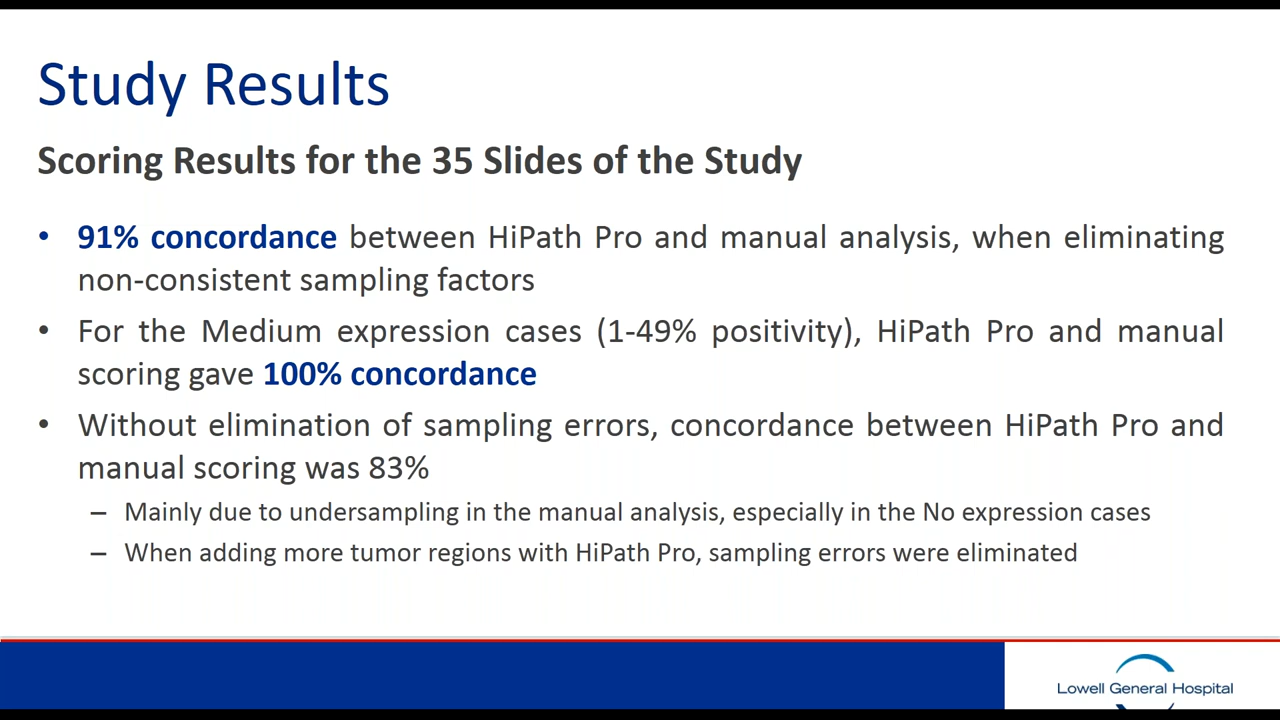 Study Results
Scoring Results for the 35 Slides of the Study
• 91% concordance between HiPath Pro and manual analysis, when eliminating
non-consistent sampling factors
• For the Medium expression cases (1-49% positivity), HiPath Pro and manual
scoring gave 100% concordance
• Without elimination of sampling errors, concordance between HiPath Pro and
manual scoring was 83%
– Mainly due to undersampling in the manual analysis, especially in the No expression cases
– When adding more tumor regions with HiPath Pro, sampling errors were eliminated
Lowell General Hospital